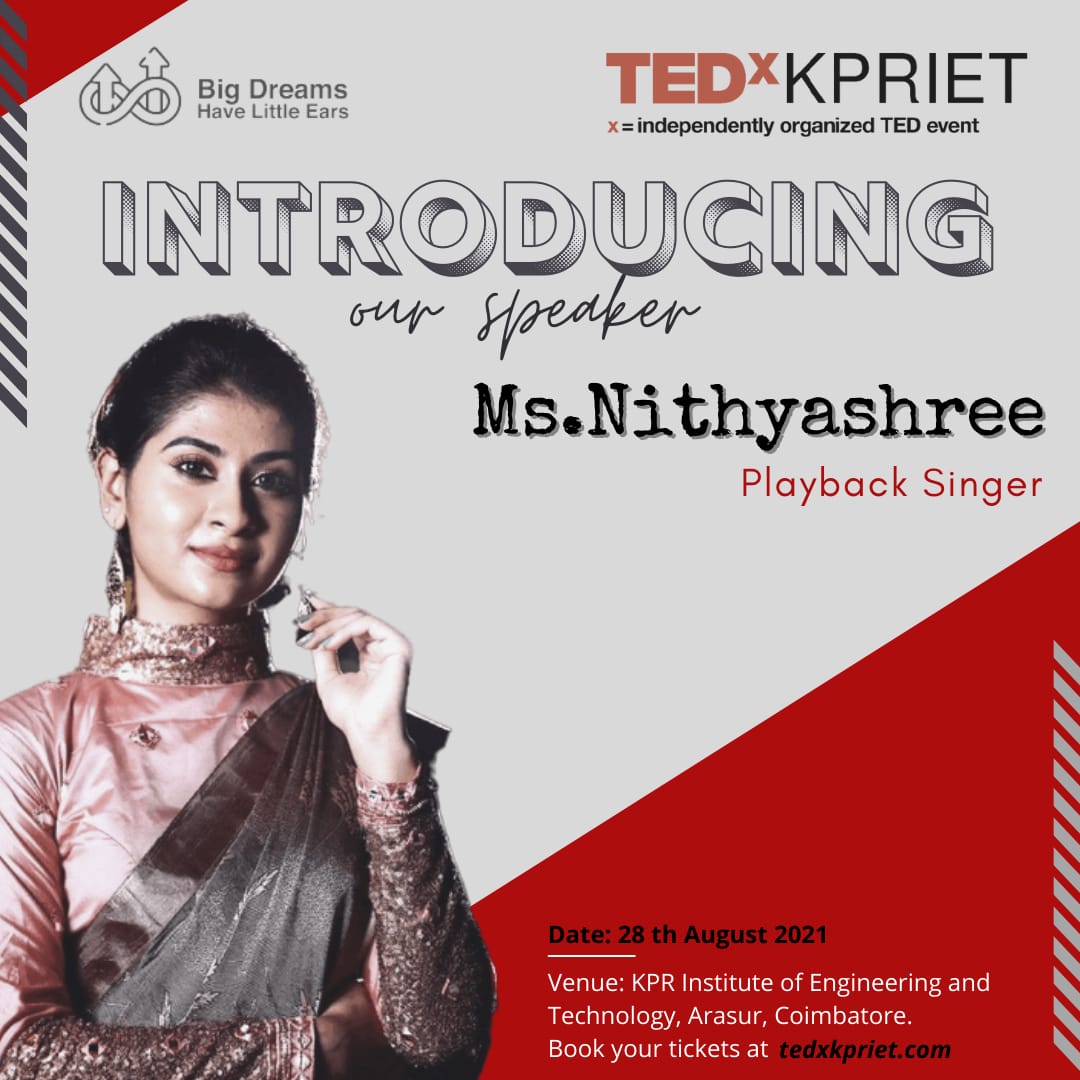 Big Dreams
Have Little Ears
TEDxKPRIET
x = independently organized TED event
INTRODUCING
our speaker
Ms.Nithyashree
Playback Singer
Date: 28 th August 2021
Venue: KPR Institute of Engineering and
Technology, Arasur, Coimbatore.
Book your tickets at tedxkpriet.com